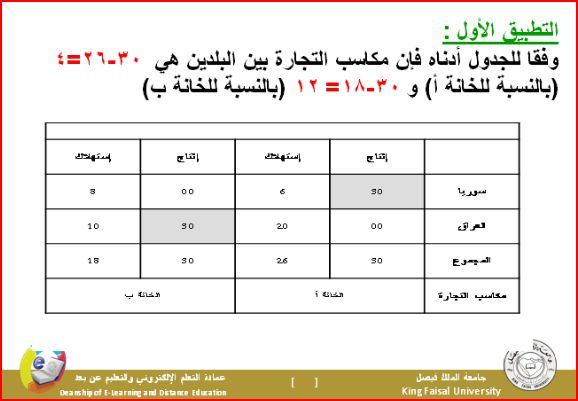 التطبيق الأول :
وفقا للجدول أدناه فإن مكاسب التجارة بين البلدين هي ٣٠-٢٦=٤
(بالنسبة للخانة أ) و ٣٠-١٨= ١٢ (بالنسبة للخانة ب)
إنتاج إستهلاك إنتاج إستهلاك
سوريا 30 6 00 8
العراق 00 20 30 10
المجموع 30 26 30 18
مكاسب التجارة الخانة أ الخانة ب
جامعة الملك فيصل [ ] عمادة التعلم الإلكتروني والتعليم عن بعد
King Faisal University Deanship of E-Learning and Distance Education